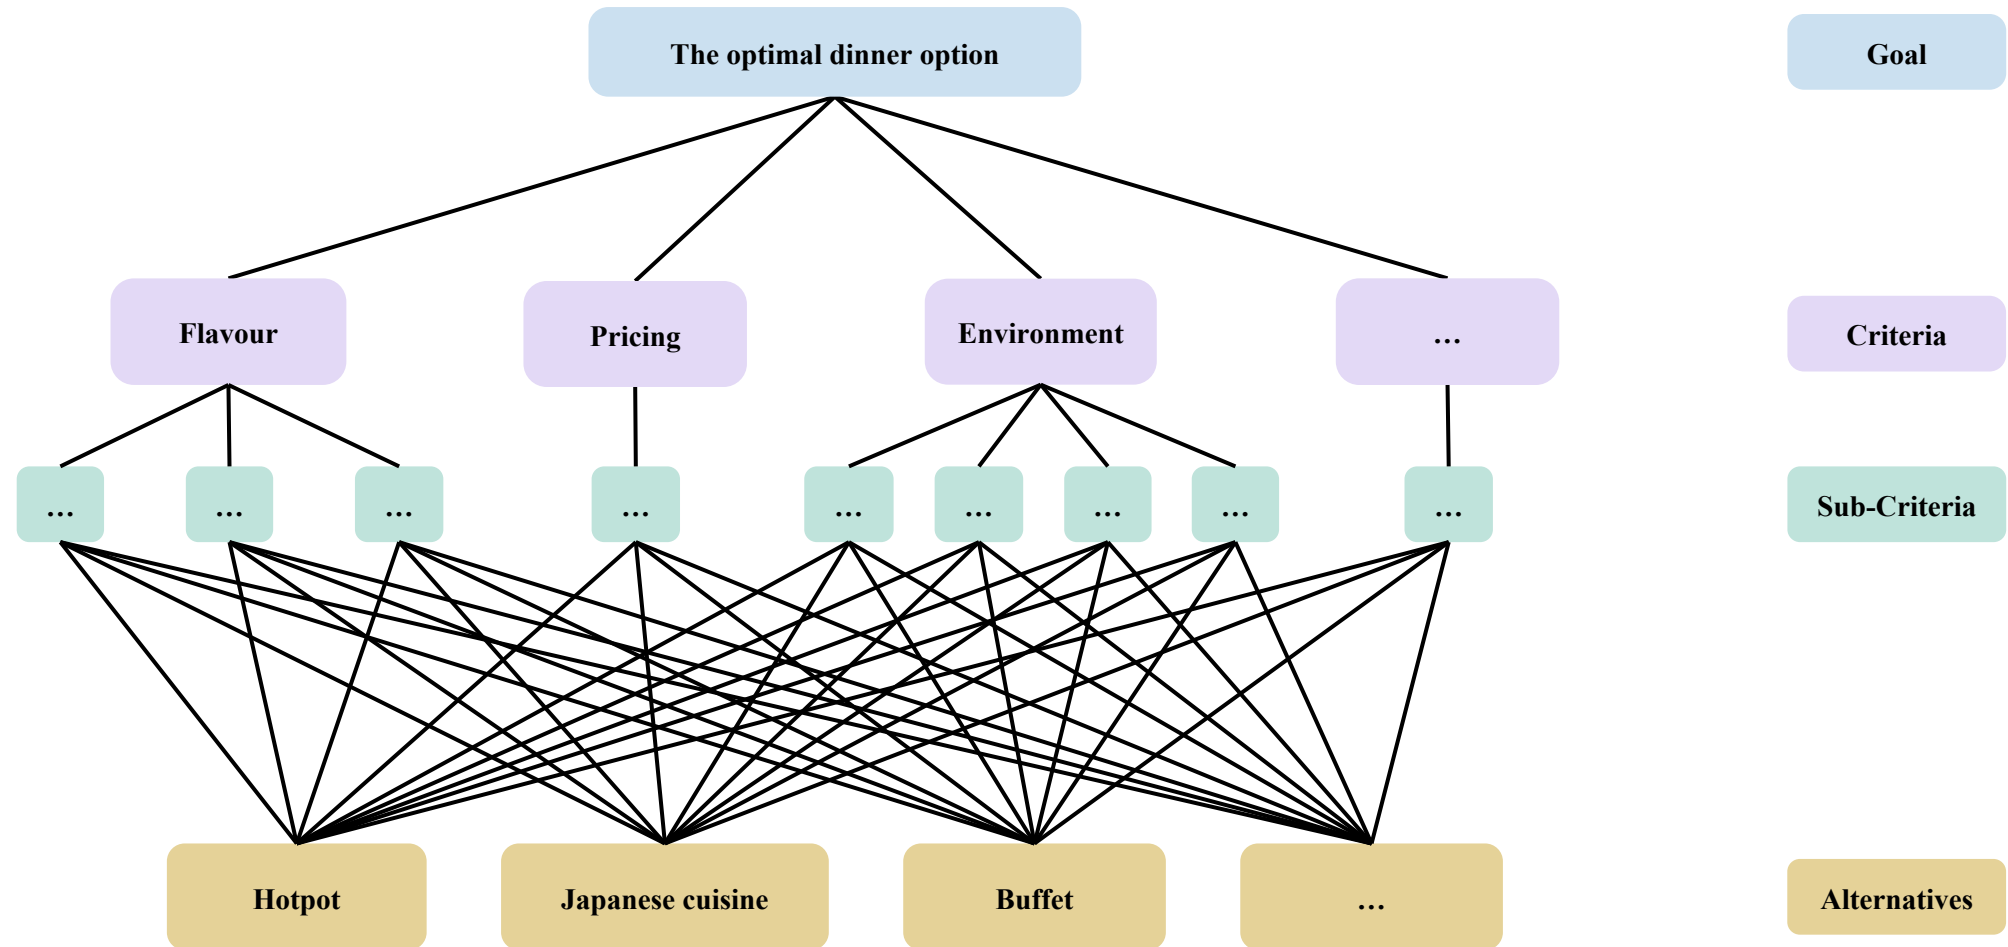 The optimal dinner option
Goal
Flavour
Pricing
Environment
…
Criteria
…
…
…
…
…
…
…
…
…
Sub-Criteria
Hotpot
Japanese cuisine
Buffet
…
Alternatives